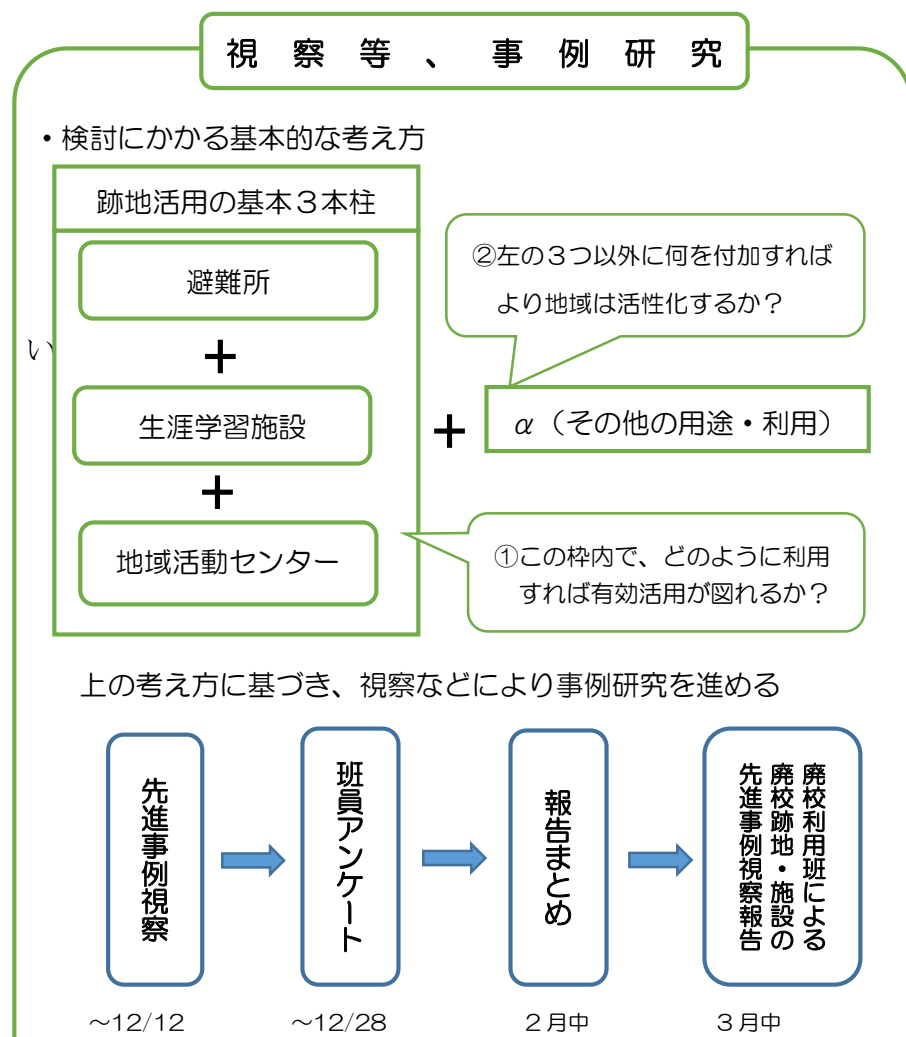 視察等、事例研究
・検討にかかる基本的な考え方
跡地活用の基本３本柱
避難所
②左の３つ以外に何を付加すれば
より地域は活性化するか？
い
＋
生涯学習施設
＋
α（その他の用途・利用）
＋
地域活動センター
①この枠内で、どのように利用
すれば有効活用が図れるか？
上の考え方に基づき、視察などにより事例研究を進める
先進事例視察
班員アンケート
報告まとめ
廃校利用班による
廃校跡地・施設の
先進事例視察報告
～12/12
～12/28
２月中
３月中